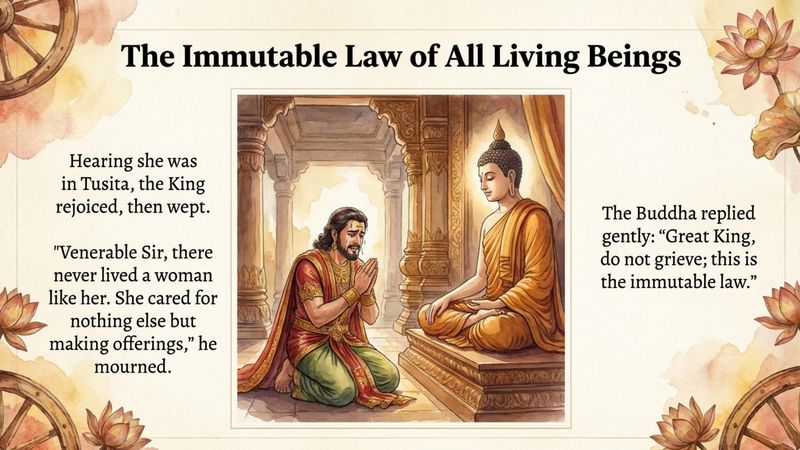 The Immutable Law of All Living Beings
Hearing she was
in Tusita, the King
rejoiced, then wept.
"Venerable Sir, there
never lived a woman
like her. She cared for
nothing else but
making offerings,” he
mourned.
The Buddha replied
gently: “Great King,
do not grieve; this is
the immutable law.”